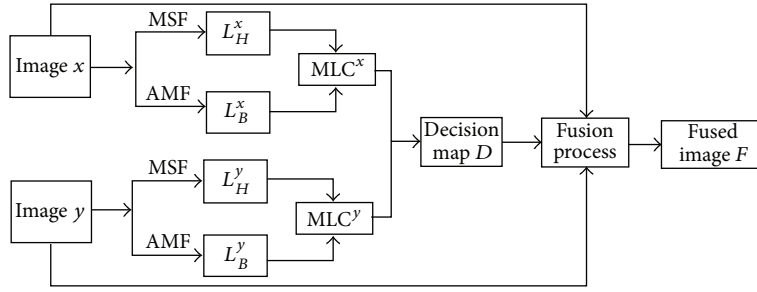 Image x
MSF
L_H^x
AMF
L_B^x
MLC^x
Image y
MSF
L_H^y
AMF
L_B^y
MLC^y
Decision
map D
Fusion
process
Fused
image F